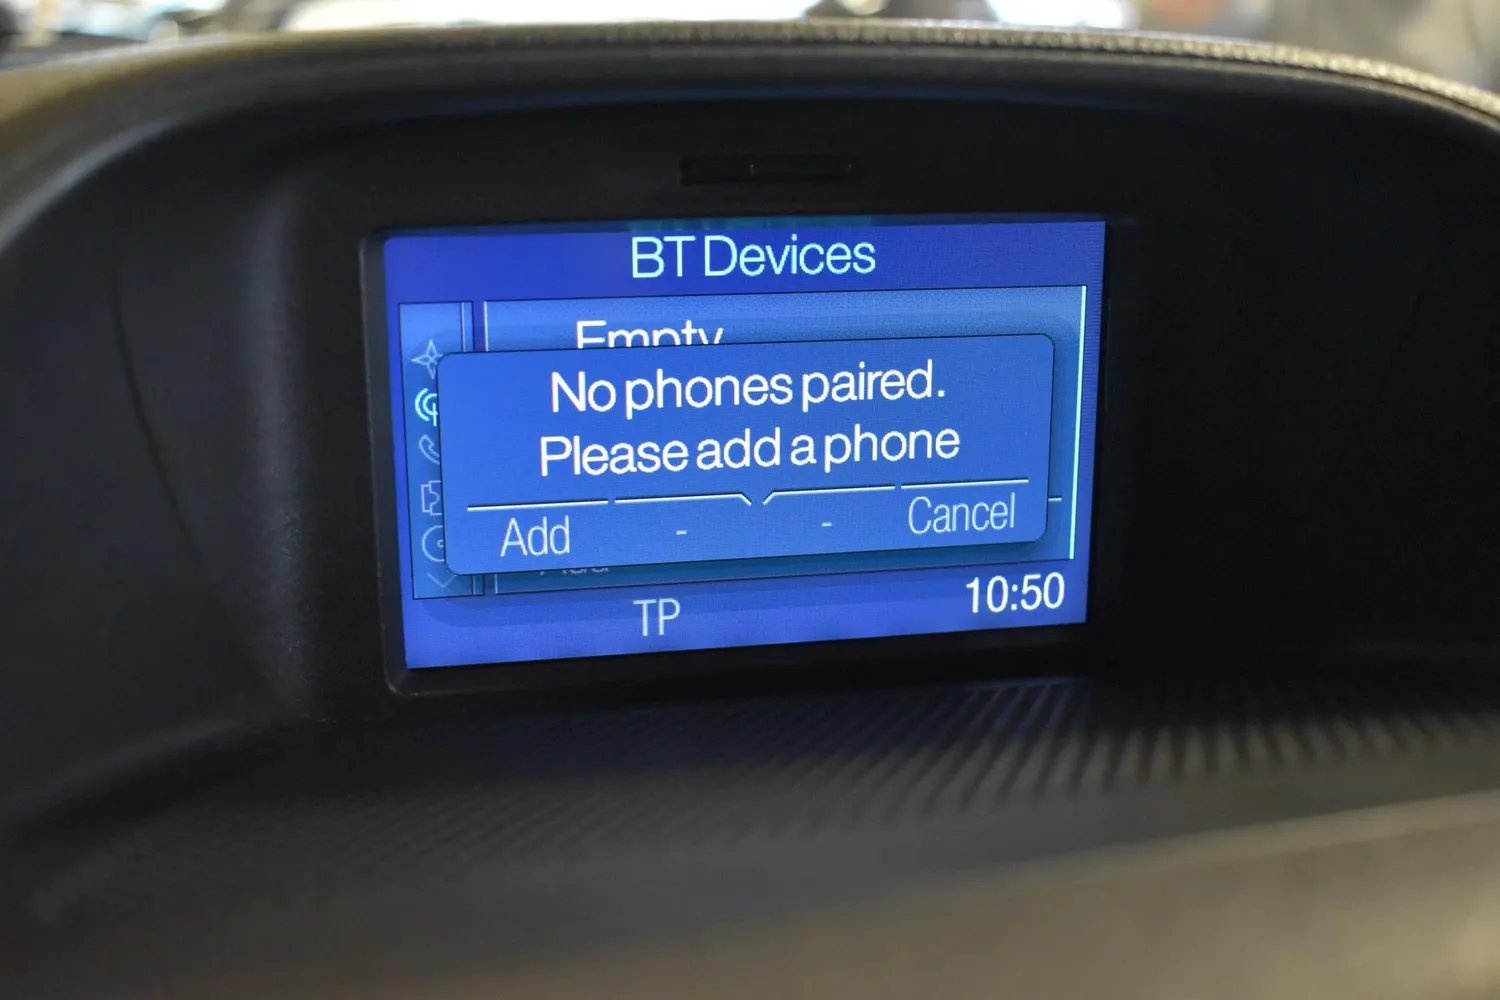 BT Devices
Empty
No phones paired.
Please add a phone
Add - - Cancel
TP 10:50